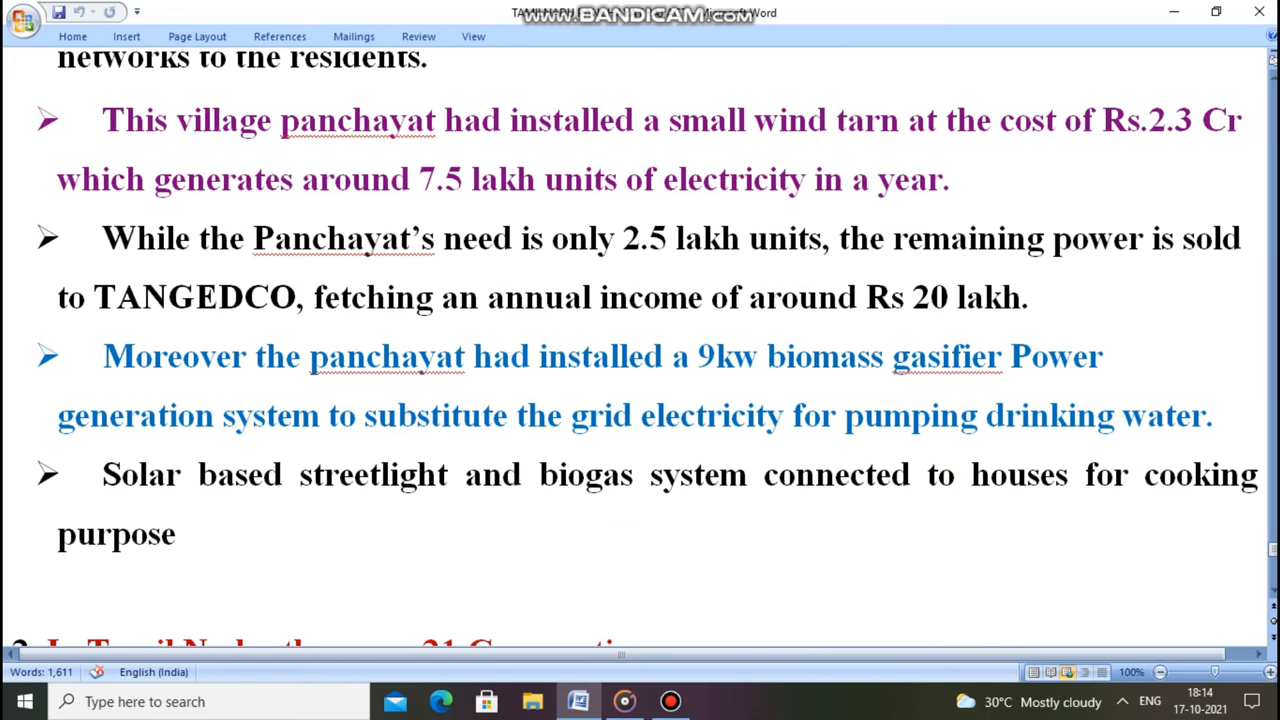 TAMIL NADU
Microsoft Word
www.BANDICAM.com
Home Insert Page Layout References Mailings Review View
networks to the residents.
➢ This village panchayat had installed a small wind tarn at the cost of Rs.2.3 Cr
which generates around 7.5 lakh units of electricity in a year.
➢ While the Panchayat’s need is only 2.5 lakh units, the remaining power is sold
to TANGEDCO, fetching an annual income of around Rs 20 lakh.
➢ Moreover the panchayat had installed a 9kw biomass gasifier Power
generation system to substitute the grid electricity for pumping drinking water.
➢ Solar based streetlight and biogas system connected to houses for cooking
purpose
Words: 1,611 English (India) 100%
Type here to search 30°C Mostly cloudy ENG 18:14
17-10-2021